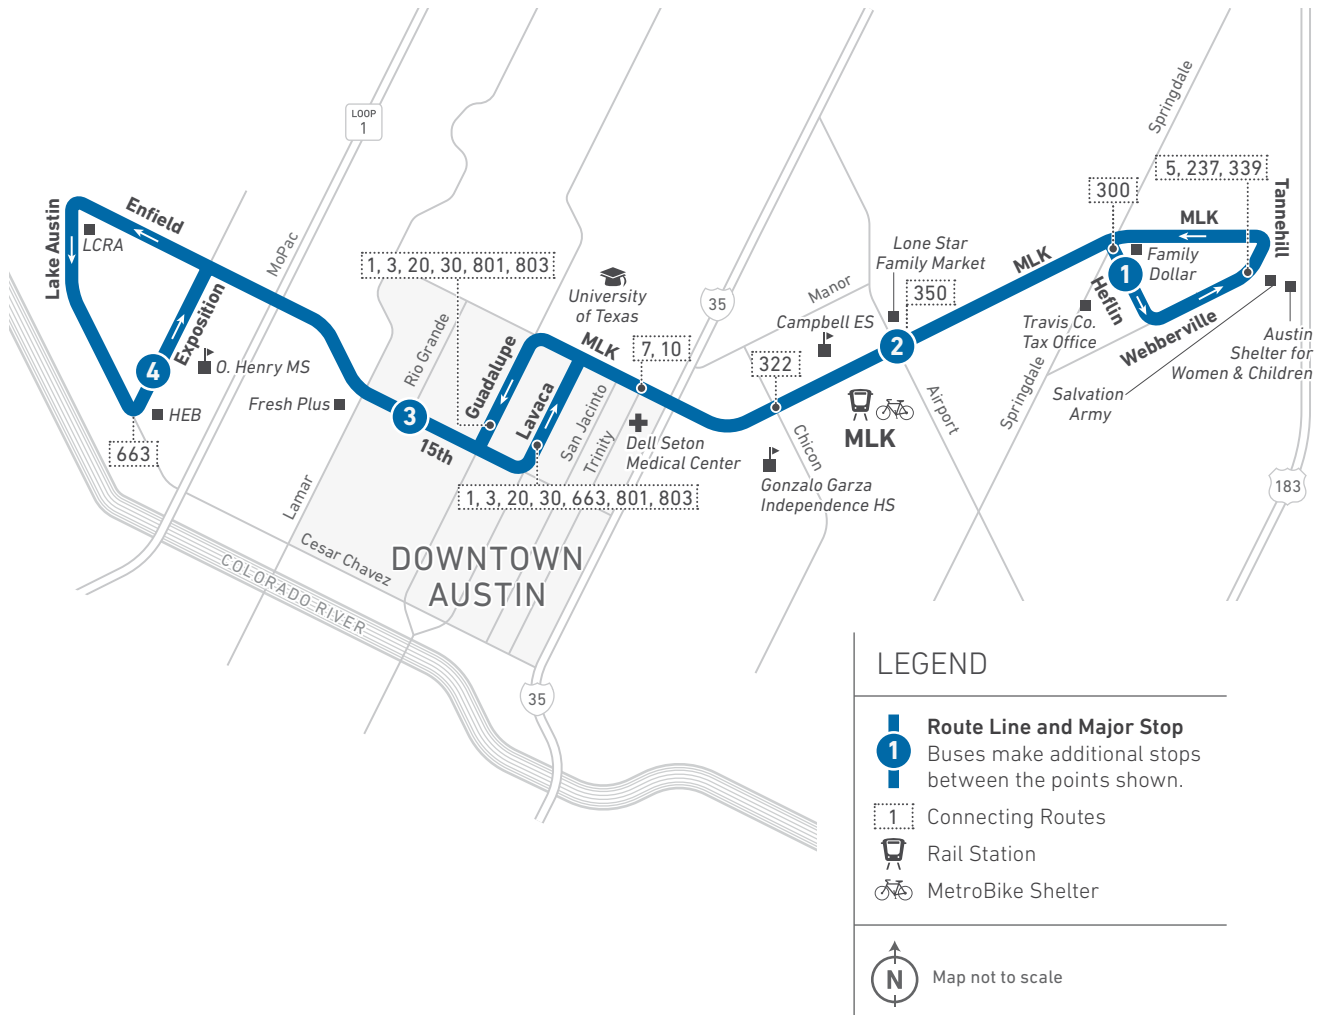 LOOP
1
Springdale
5, 237, 339
300
Tannehill
MLK
Lake Austin
Enfield
LCRA
MoPac
1, 3, 20, 30, 801, 803
University
of Texas
35
Manor
Lone Star
Family Market
350
MLK
Family
Dollar
1
Heflin
Webberville
Travis Co.
Tax Office
Austin
Shelter for
Women & Children
Salvation
Army
Springdale
Exposition
4
O. Henry MS
HEB
663
Fresh Plus
Rio Grande
3
15th
Guadalupe
Lavaca
MLK
7, 10
San Jacinto
Trinity
Campbell ES
322
2
MLK
Airport
Chicon
Dell Seton
Medical Center
Gonzalo Garza
Independence HS
183
1, 3, 20, 30, 663, 801, 803
Lamar
Cesar Chavez
DOWNTOWN
AUSTIN
COLORADO RIVER
35
LEGEND
1
Route Line and Major Stop
Buses make additional stops
between the points shown.
1 Connecting Routes
Rail Station
MetroBike Shelter
N
Map not to scale